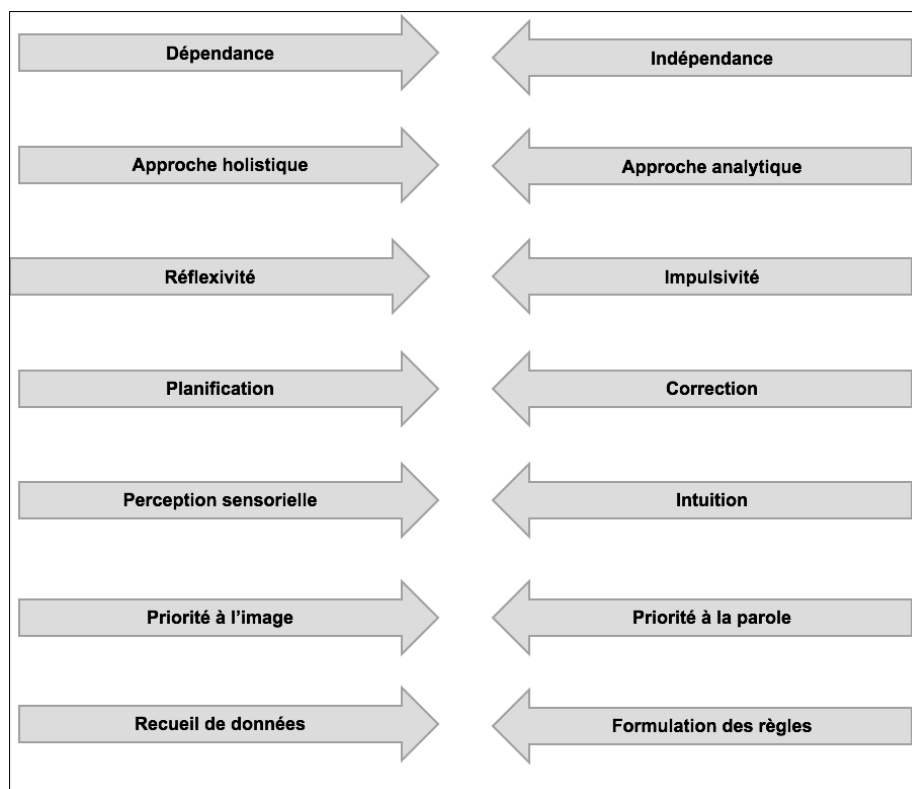 Dépendance
Indépendance
Approche holistique
Approche analytique
Réflexivité
Impulsivité
Planification
Correction
Perception sensorielle
Intuition
Priorité à l’image
Priorité à la parole
Recueil de données
Formulation des règles